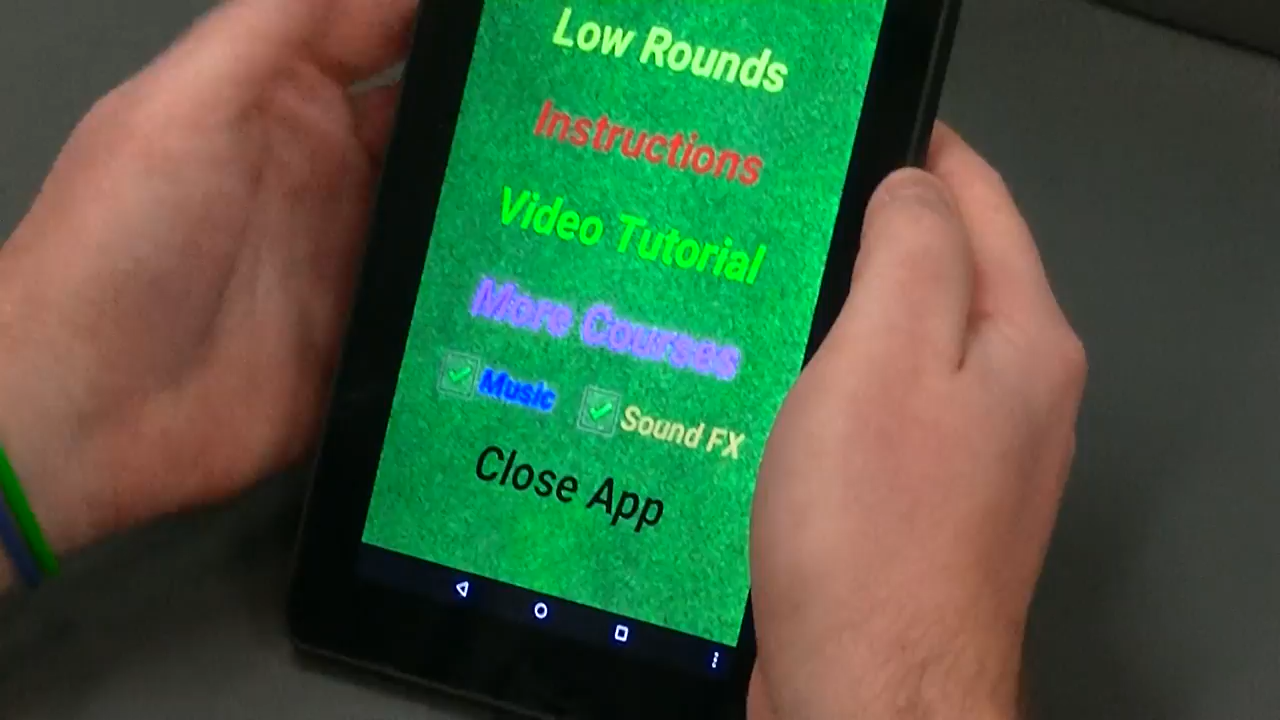 Low Rounds
Instructions
Video Tutorial
More Courses
Music Sound FX
Close App